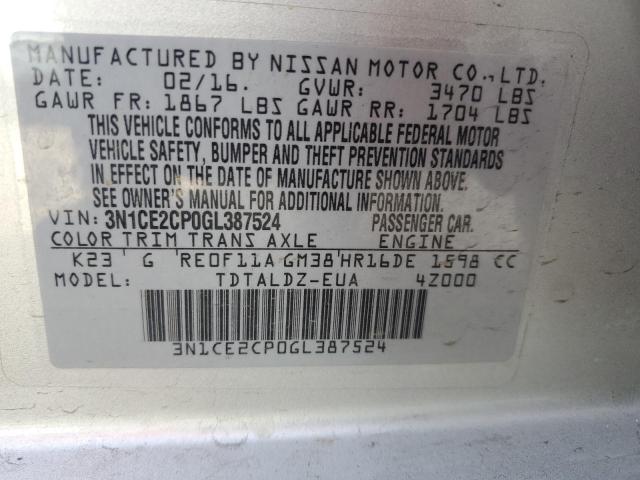 MANUFACTURED BY NISSAN MOTOR CO., LTD.
DATE: 02/16. GVWR: 3470 LBS
GAWR FR: 1867 LBS GAWR RR: 1704 LBS
THIS VEHICLE CONFORMS TO ALL APPLICABLE FEDERAL MOTOR
VEHICLE SAFETY, BUMPER AND THEFT PREVENTION STANDARDS
IN EFFECT ON THE DATE OF MANUFACTURE SHOWN ABOVE.
SEE OWNER'S MANUAL FOR ADDITIONAL INFORMATION.
VIN: 3N1CE2CP0GL387524 PASSENGER CAR.
COLOR TRIM TRANS AXLE ENGINE
K23 G RE0F11A GM38 HR16DE 1598 CC
MODEL: TDTALDZ-EUA 4Z000
3N1CE2CP0GL387524